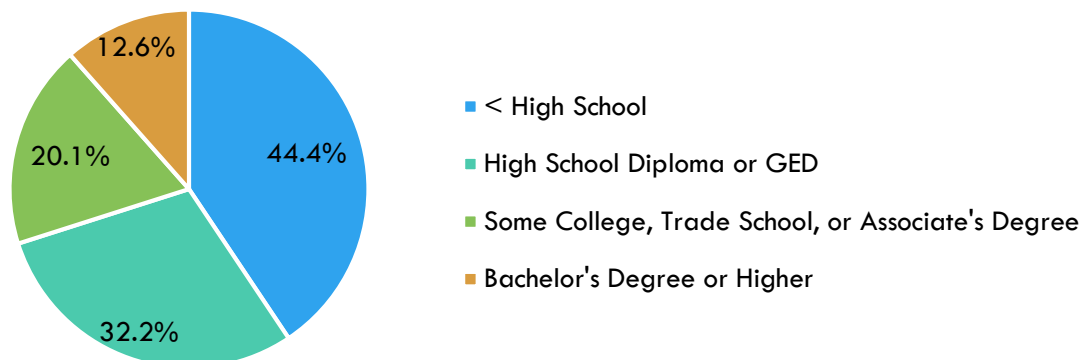 12.6%
44.4%
20.1%
32.2%
< High School
High School Diploma or GED
Some College, Trade School, or Associate's Degree
Bachelor's Degree or Higher